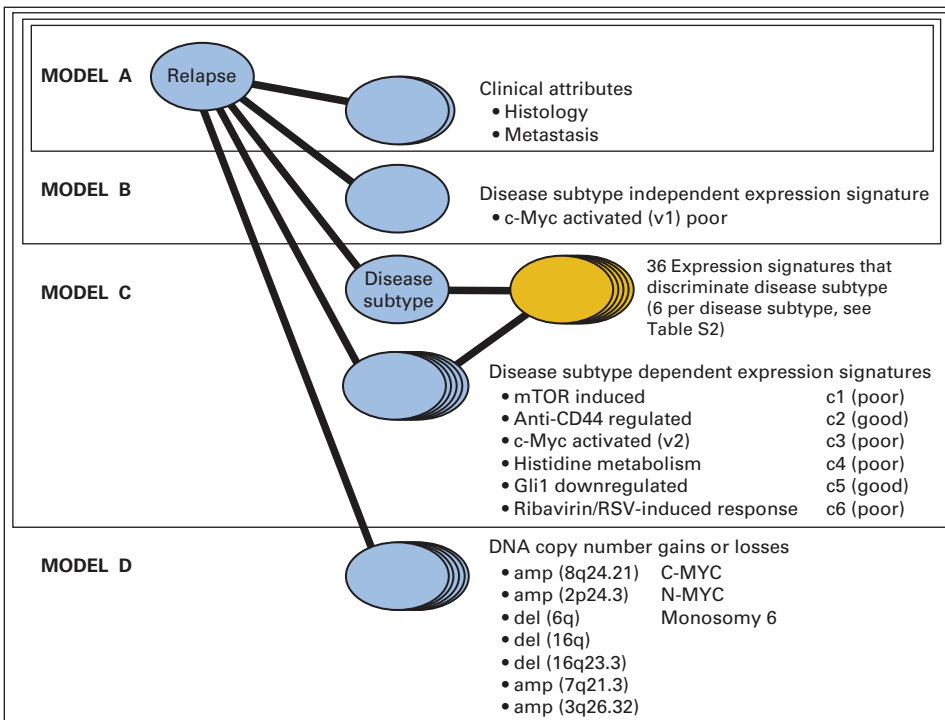 MODEL A
Relapse
Clinical attributes
• Histology
• Metastasis
MODEL B
Disease subtype independent expression signature
• c-Myc activated (v1) poor
MODEL C
Disease
subtype
36 Expression signatures that
discriminate disease subtype
(6 per disease subtype, see
Table S2)
Disease subtype dependent expression signatures
• mTOR induced c1 (poor)
• Anti-CD44 regulated c2 (good)
• c-Myc activated (v2) c3 (poor)
• Histidine metabolism c4 (poor)
• Gli1 downregulated c5 (good)
• Ribavirin/RSV-induced response c6 (poor)
MODEL D
DNA copy number gains or losses
• amp (8q24.21) C-MYC
• amp (2p24.3) N-MYC
• del (6q) Monosomy 6
• del (16q)
• del (16q23.3)
• amp (7q21.3)
• amp (3q26.32)